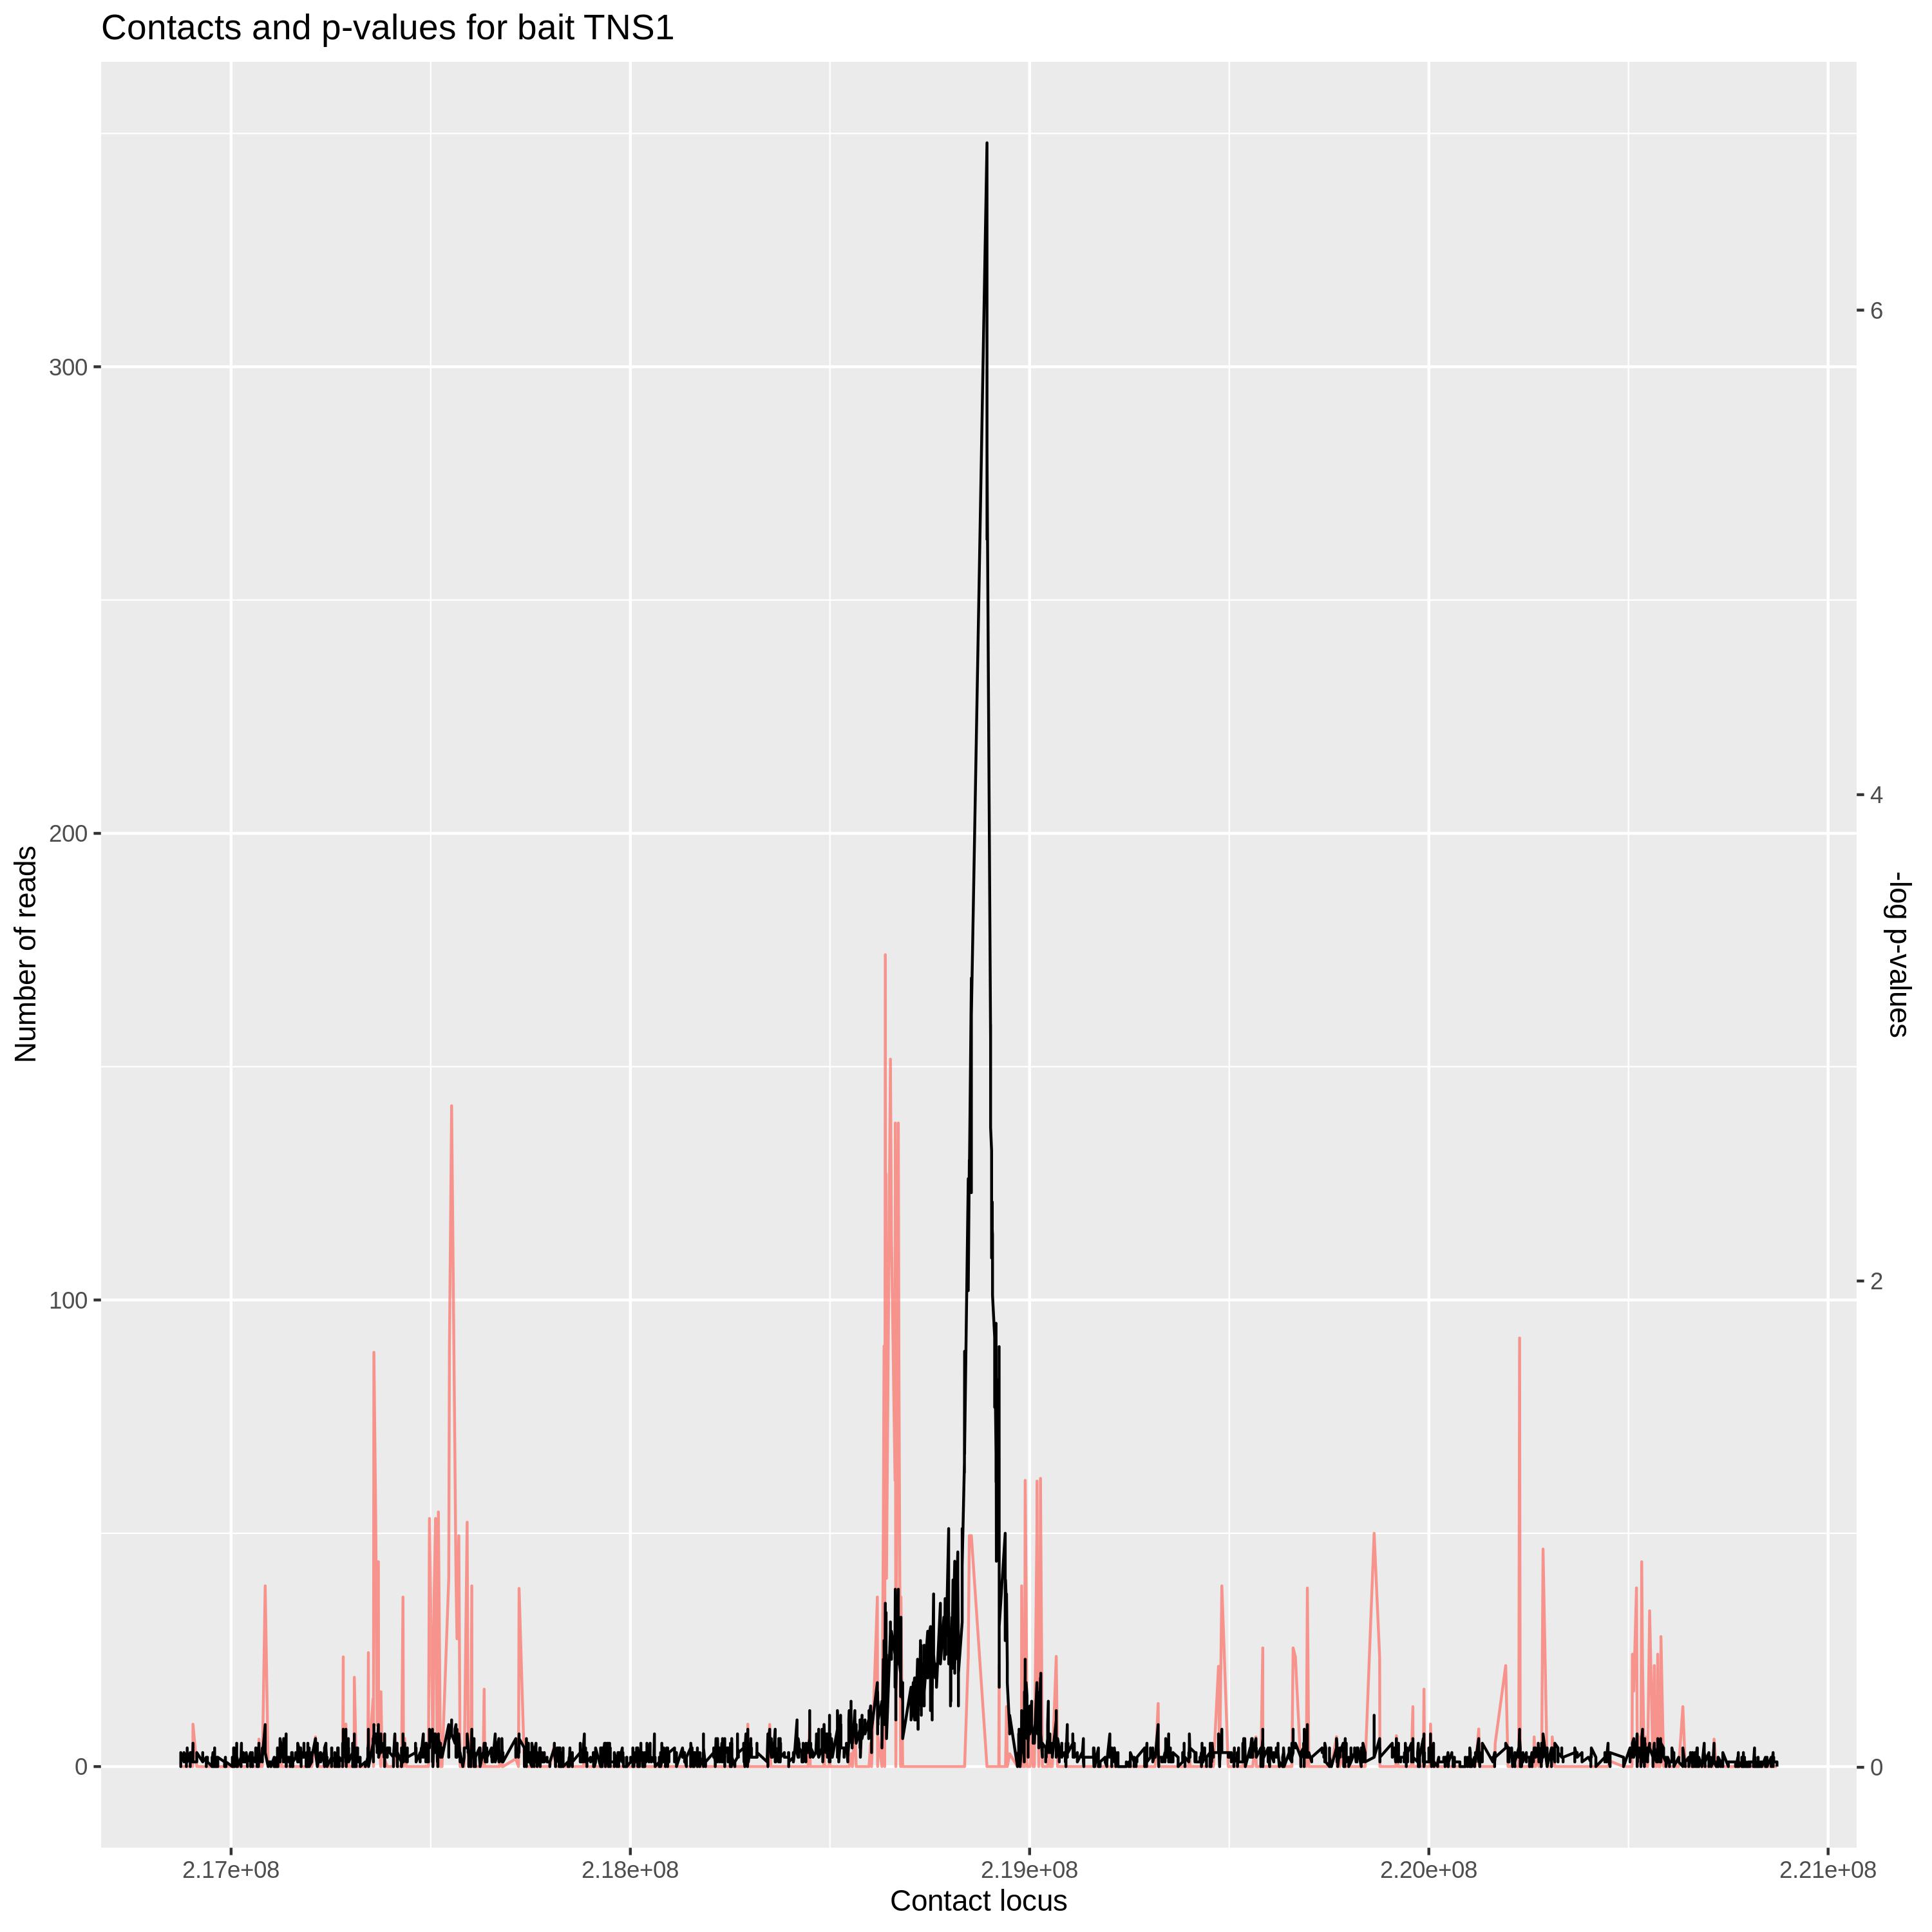 Contacts and p-values for bait TNS1
Number of reads
300
200
100
0
6
4
2
0
-log p-values
2.17e+08 2.18e+08 2.19e+08 2.20e+08 2.21e+08
Contact locus